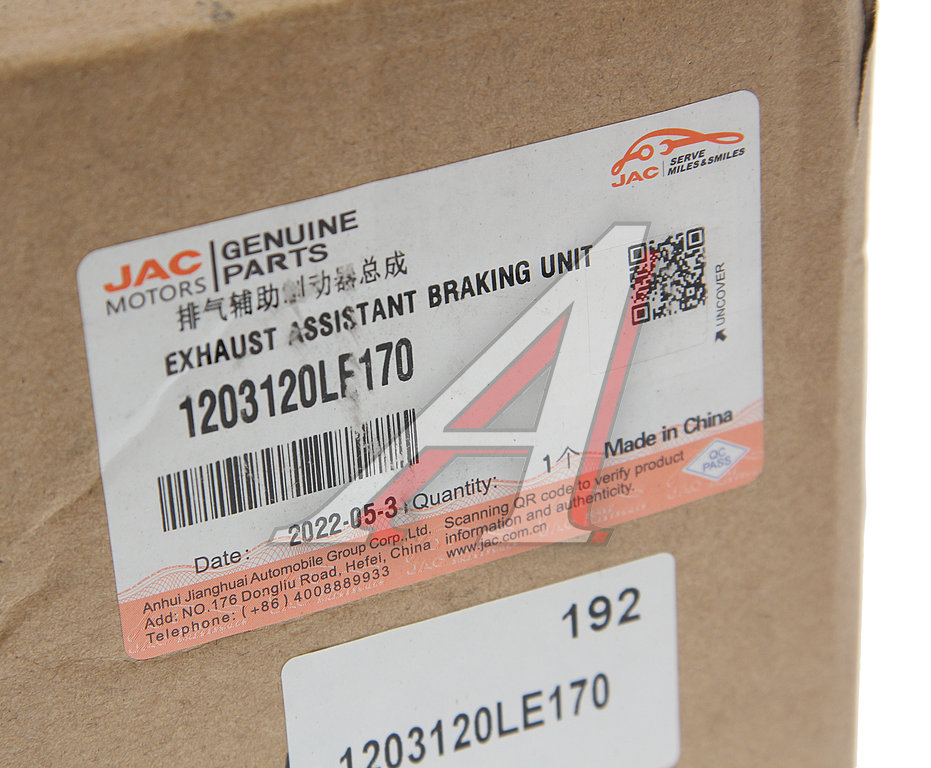 JAC
MOTORS
GENUINE
PARTS
JAC
SERVE
MILES & SMILES
排气辅助制动器总成
EXHAUST ASSISTANT BRAKING UNIT
1203120LE170
UNCOVER
Date: 2022-05-31
Quantity: 1个
Made in China
QC
PASS
Anhui Jianghuai Automobile Group Corp.,Ltd.
Add: NO.176 Dongliu Road, Hefei, China
Telephone: (+86) 4008889933
Scanning QR code to verify product
information and authenticity.
www.jac.com.cn
192
1203120LE170